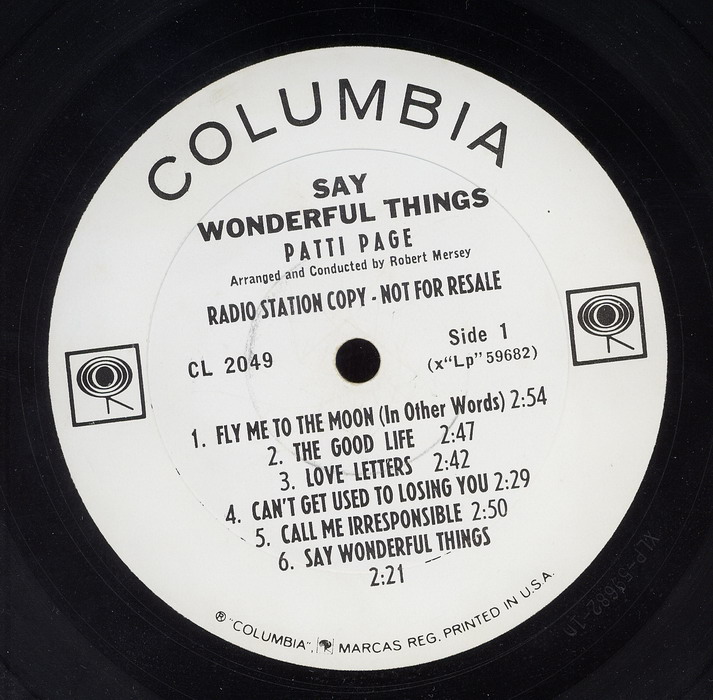 COLUMBIA
SAY
WONDERFUL THINGS
PATTI PAGE
Arranged and Conducted by Robert Mersey
RADIO STATION COPY - NOT FOR RESALE
CL 2049
Side 1
(x"Lp" 59682)
1. FLY ME TO THE MOON (In Other Words) 2:54
2. THE GOOD LIFE 2:47
3. LOVE LETTERS 2:42
4. CAN'T GET USED TO LOSING YOU 2:29
5. CALL ME IRRESPONSIBLE 2:50
6. SAY WONDERFUL THINGS
2:21
® "COLUMBIA", MARCAS REG. PRINTED IN U.S.A.